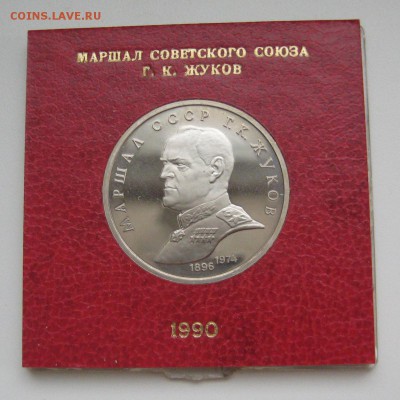 COINS.LAVE.RU
МАРШАЛ СОВЕТСКОГО СОЮЗА
Г. К. ЖУКОВ
МАРШАЛ СССР Г.К. ЖУКОВ
1896 1974
1990